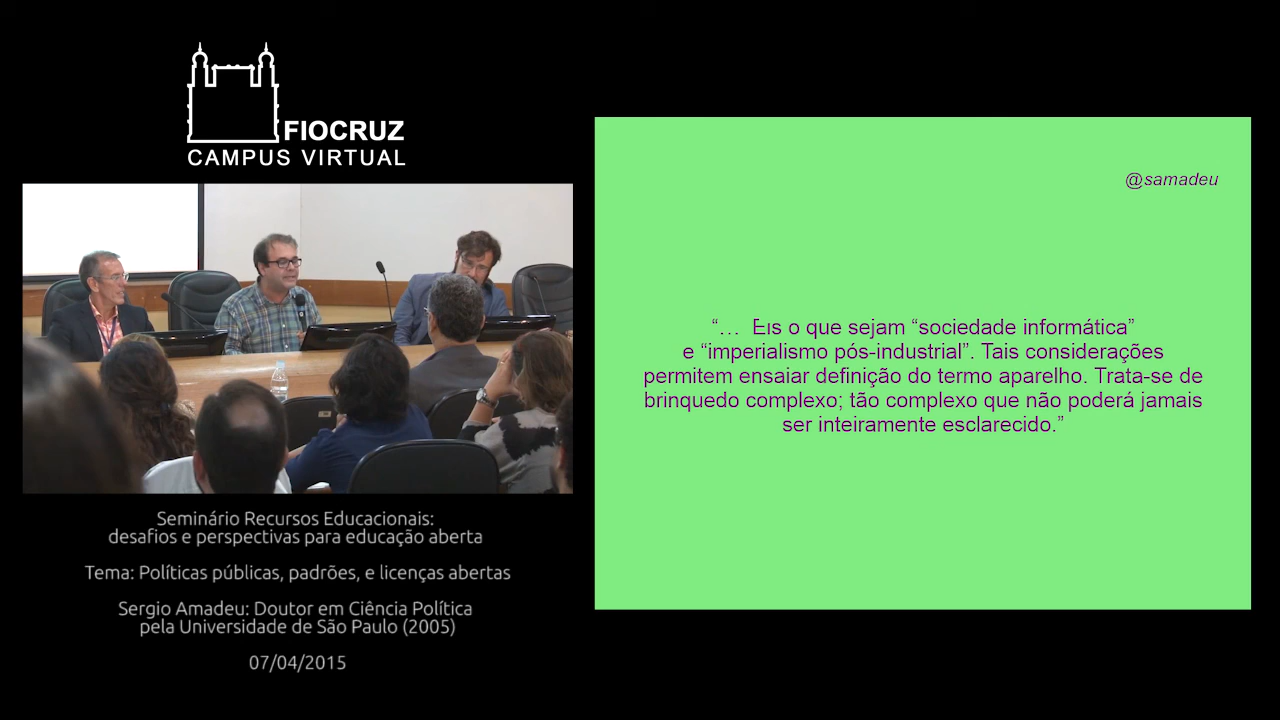 FIOCRUZ
CAMPUS VIRTUAL
Seminário Recursos Educacionais:
desafios e perspectivas para educação aberta
Tema: Políticas públicas, padrões, e licenças abertas
Sergio Amadeu: Doutor em Ciência Política
pela Universidade de São Paulo (2005)
07/04/2015
@samadeu
“… Eis o que sejam “sociedade informática”
e “imperialismo pós-industrial”. Tais considerações
permitem ensaiar definição do termo aparelho. Trata-se de
brinquedo complexo; tão complexo que não poderá jamais
ser inteiramente esclarecido.”